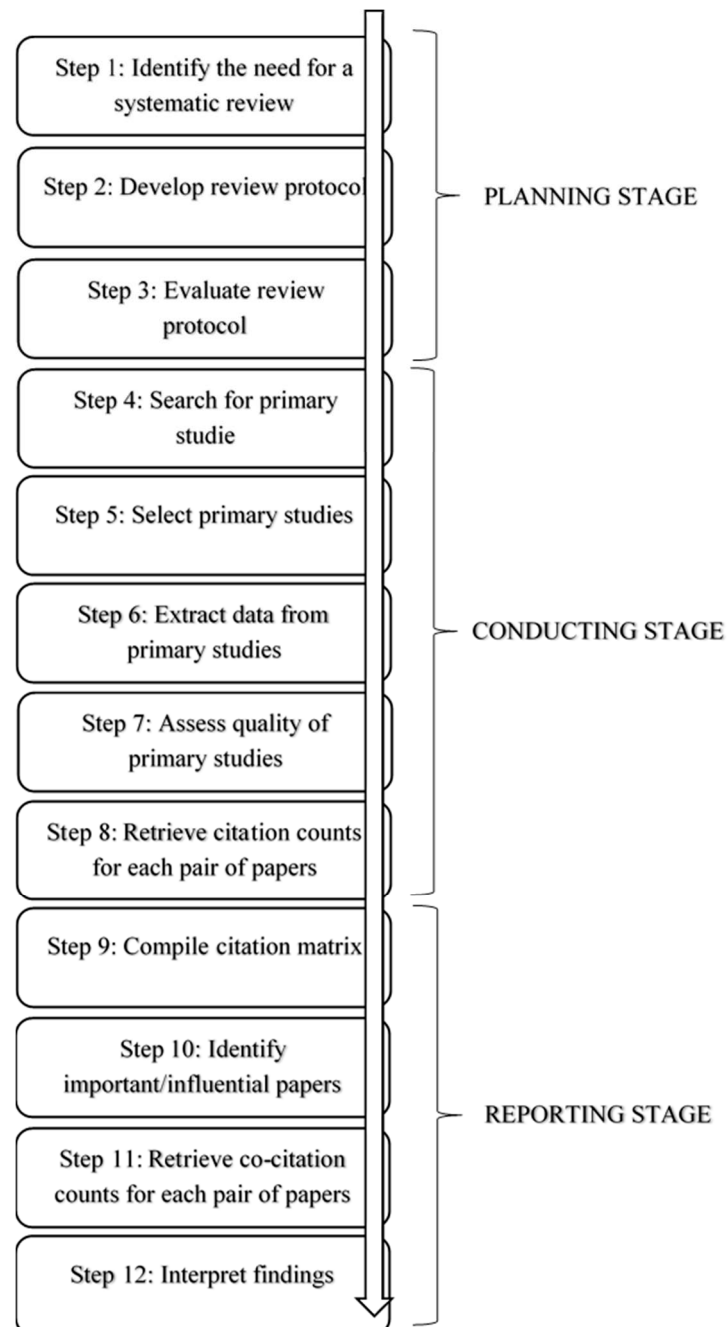 Step 1: Identify the need for a
systematic review
Step 2: Develop review protocol
PLANNING STAGE
Step 3: Evaluate review
protocol
Step 4: Search for primary
studie
Step 5: Select primary studies
Step 6: Extract data from
primary studies
CONDUCTING STAGE
Step 7: Assess quality of
primary studies
Step 8: Retrieve citation counts
for each pair of papers
Step 9: Compile citation matrix
Step 10: Identify
important/influential papers
REPORTING STAGE
Step 11: Retrieve co-citation
counts for each pair of papers
Step 12: Interpret findings